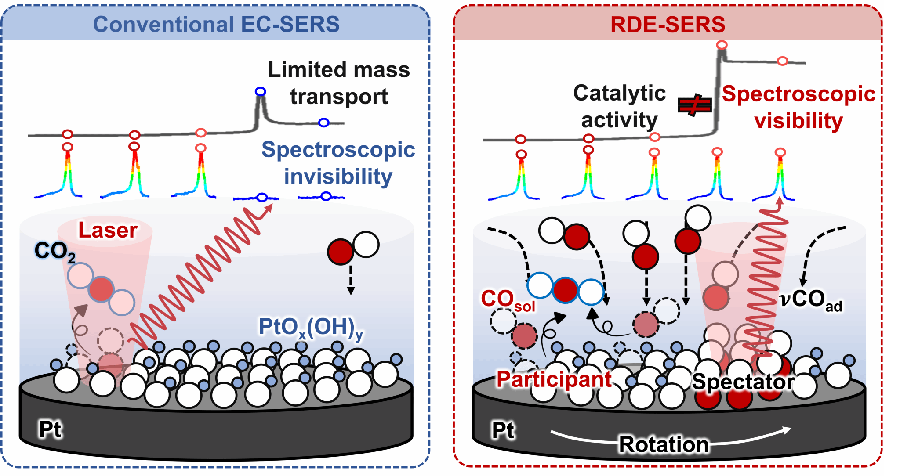 Conventional EC-SERS
Limited mass
transport
Spectroscopic
invisibility
Laser
CO₂
PtOₓ(OH)ᵧ
Pt
RDE-SERS
Catalytic
activity
≠
Spectroscopic
visibility
COsol
νCOad
Participant
Spectator
Pt
Rotation